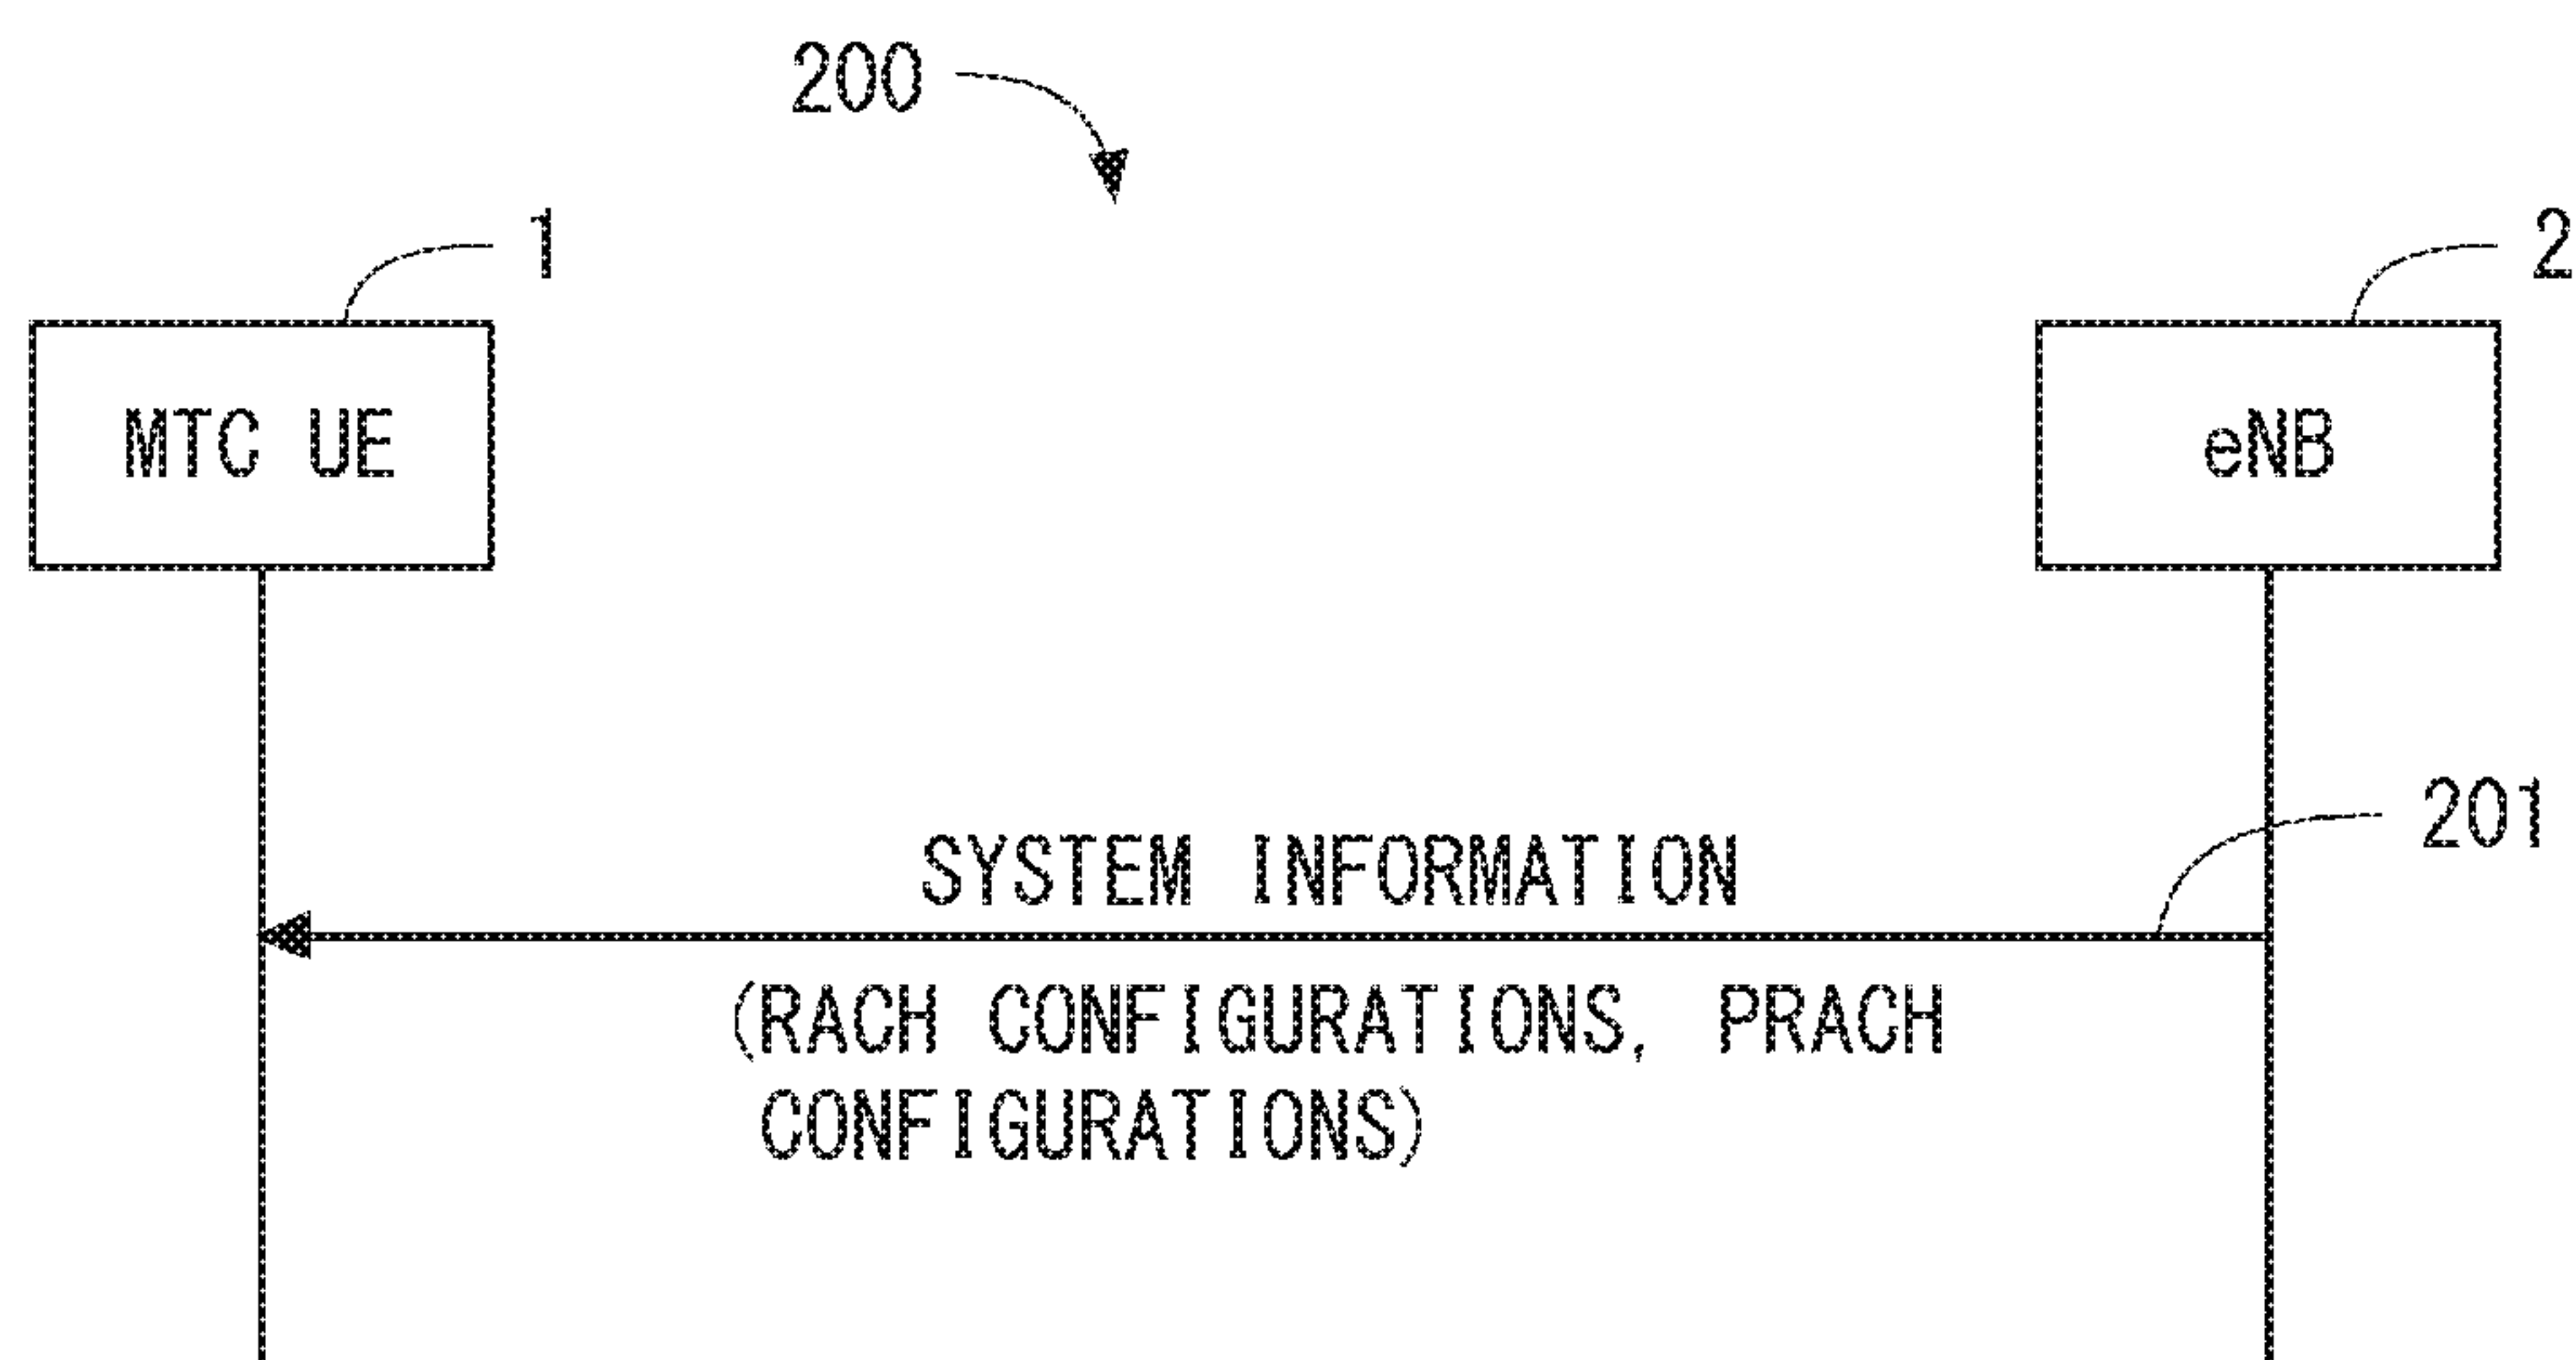 200
1
2
MTC UE
eNB
201
SYSTEM INFORMATION
(RACH CONFIGURATIONS, PRACH
CONFIGURATIONS)